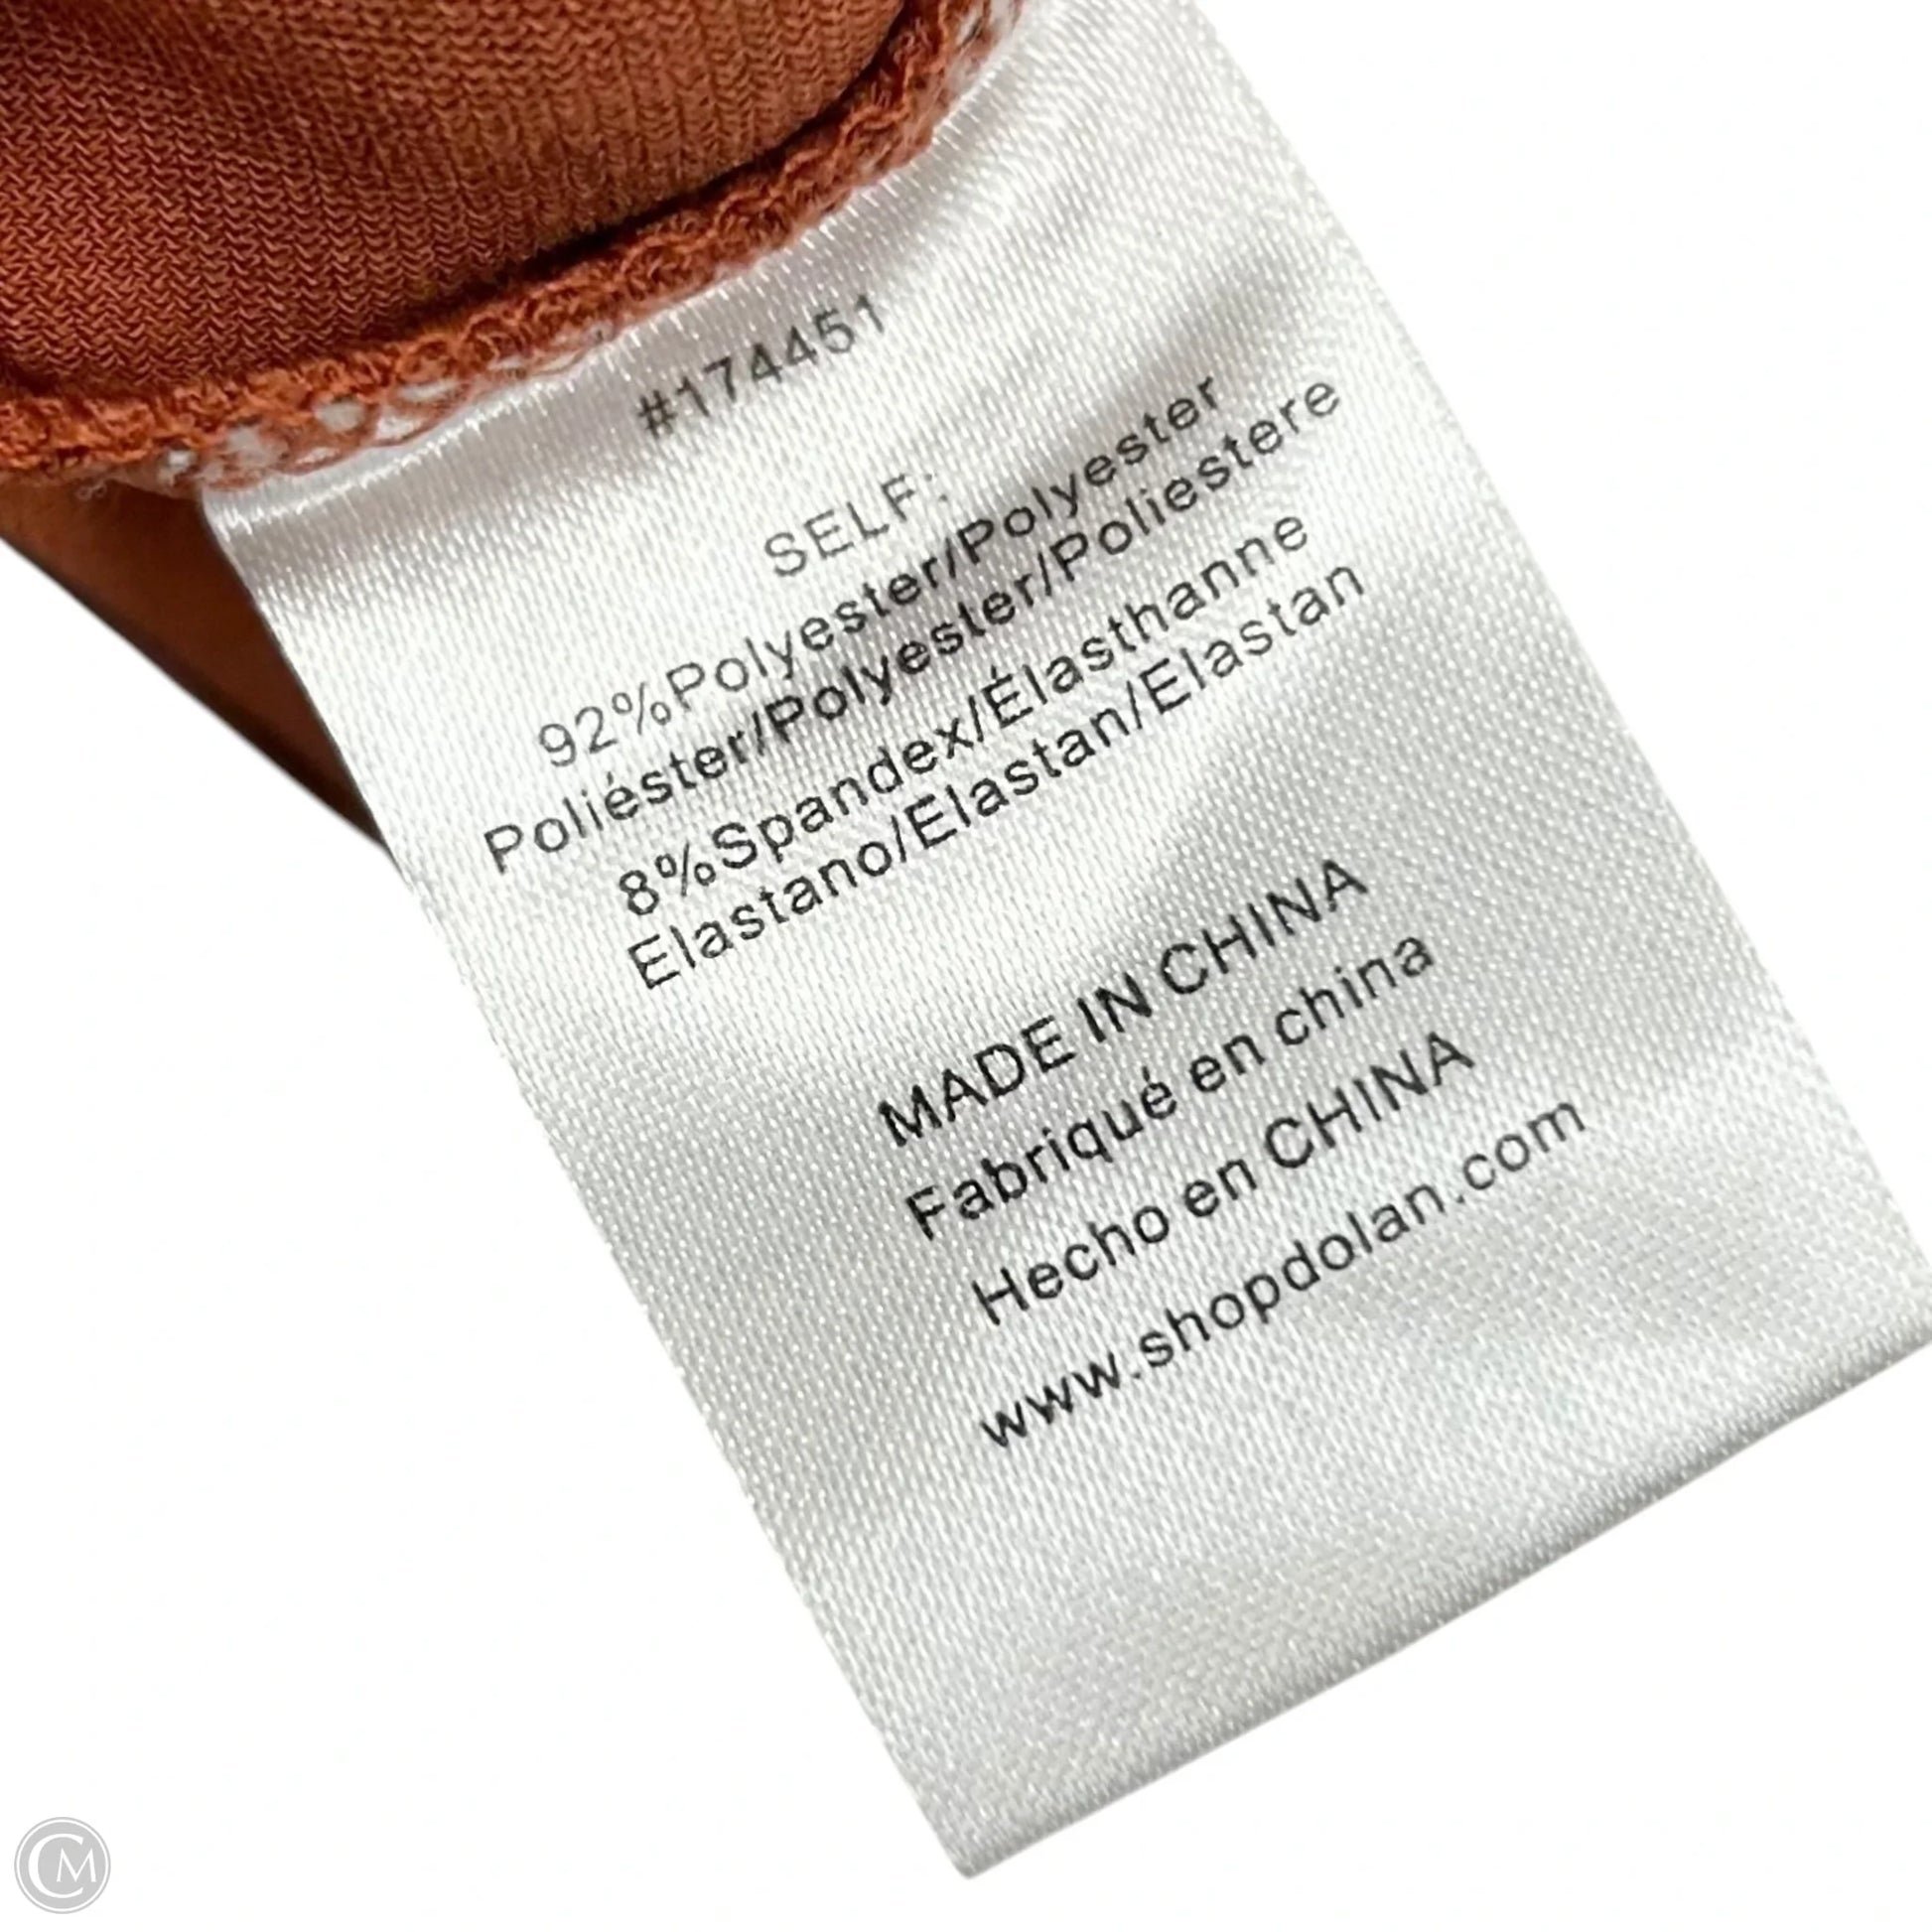 #174451
SELF:
92%Polyester/Polyester
Poliéster/Polyester/Poliestere
8%Spandex/Élasthanne
Elastano/Elastan/Elastan
MADE IN CHINA
Fabriqué en china
Hecho en CHINA
www.shopdolan.com
CM